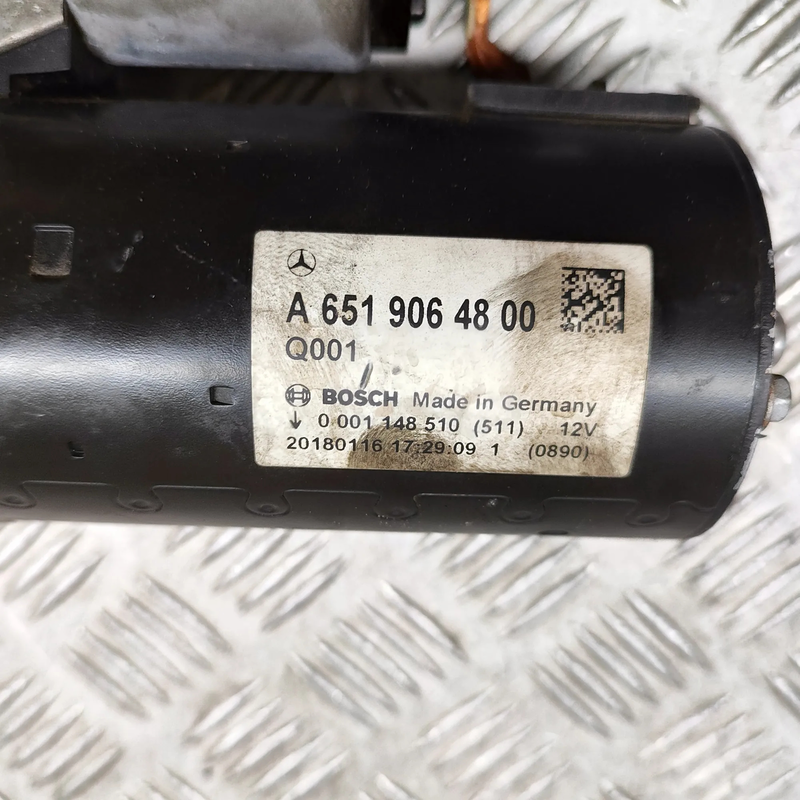 A 651 906 48 00
Q001
BOSCH Made in Germany
↓ 0 001 148 510 (511) 12V
20180116 17:29:09 1 (0890)